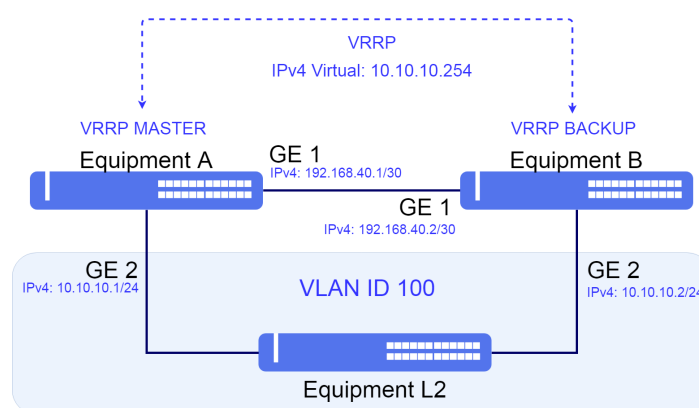 VRRP
IPv4 Virtual: 10.10.10.254
VRRP MASTER
VRRP BACKUP
Equipment A
GE 1
Equipment B
IPv4: 192.168.40.1/30
GE 1
IPv4: 192.168.40.2/30
GE 2
IPv4: 10.10.10.1/24
VLAN ID 100
GE 2
IPv4: 10.10.10.2/24
Equipment L2